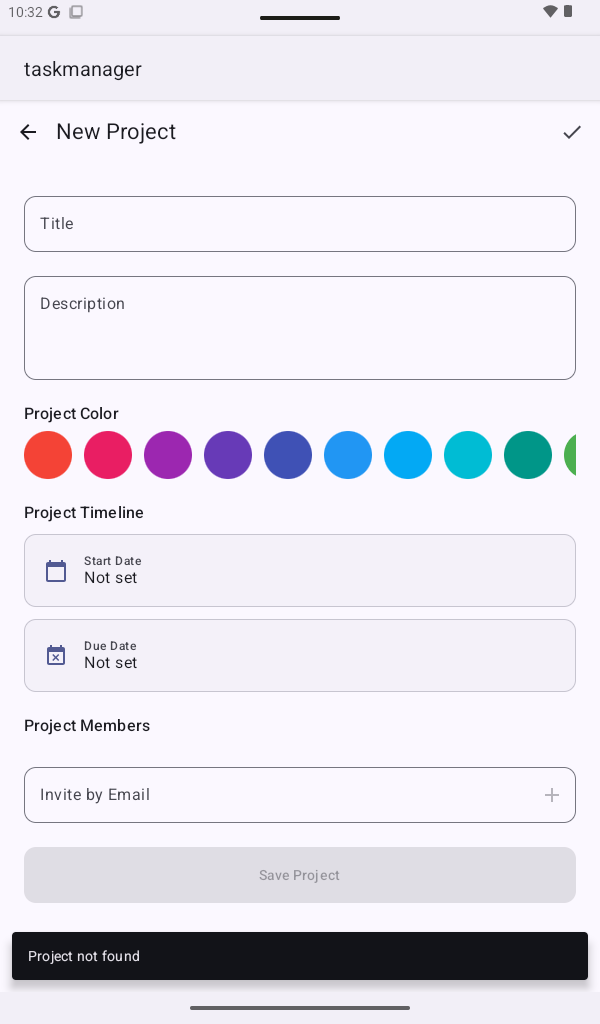 10:32
taskmanager
New Project
Title
Description
Project Color
Project Timeline
Start Date
Not set
Due Date
Not set
Project Members
Invite by Email
Save Project
Project not found